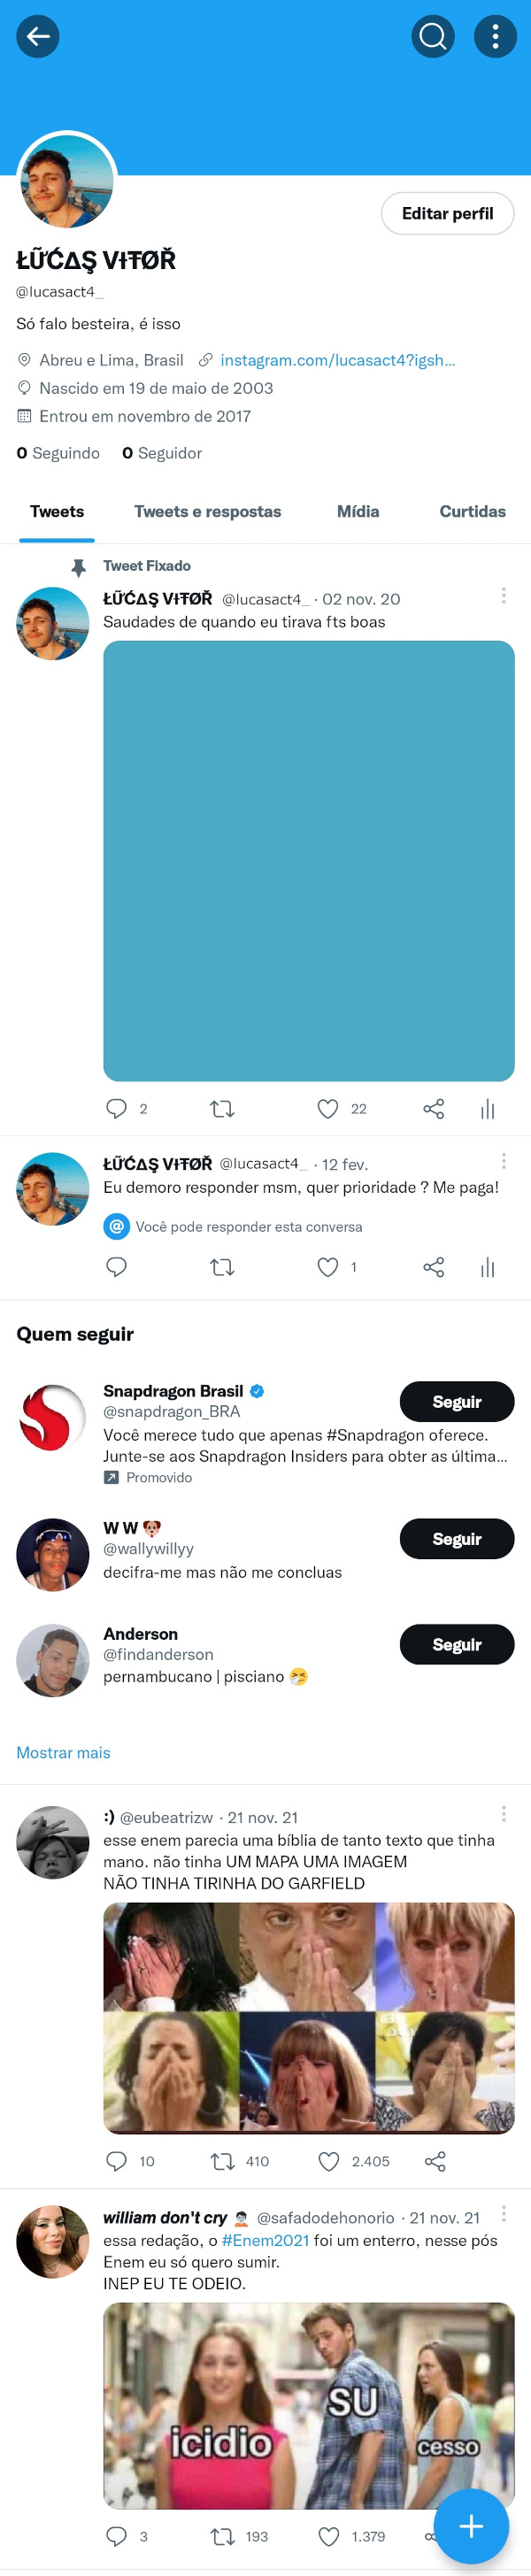 Editar perfil
ŁŨĆΔŞ VƗŦØŘ
@lucasact4_
Só falo besteira, é isso
Abreu e Lima, Brasil instagram.com/lucasact4?igsh...
Nascido em 19 de maio de 2003
Entrou em novembro de 2017
0 Seguindo 0 Seguidor
Tweets Tweets e respostas Mídia Curtidas
Tweet Fixado
ŁŨĆΔŞ VƗŦØŘ @lucasact4_ · 02 nov. 20
Saudades de quando eu tirava fts boas
2 22
ŁŨĆΔŞ VƗŦØŘ @lucasact4_ · 12 fev.
Eu demoro responder msm, quer prioridade ? Me paga!
@ Você pode responder esta conversa
1
Quem seguir
Snapdragon Brasil
Seguir
@snapdragon_BRA
Você merece tudo que apenas #Snapdragon oferece.
Junte-se aos Snapdragon Insiders para obter as última...
Promovido
W W 🐶
Seguir
@wallywillyy
decifra-me mas não me concluas
Anderson
Seguir
@findanderson
pernambucano | pisciano 🤧
Mostrar mais
:) @eubeatrizw · 21 nov. 21
esse enem parecia uma bíblia de tanto texto que tinha
mano. não tinha UM MAPA UMA IMAGEM
NÃO TINHA TIRINHA DO GARFIELD
10 410 2.405
william don't cry @safadodehonorio · 21 nov. 21
essa redação, o #Enem2021 foi um enterro, nesse pós
Enem eu só quero sumir.
INEP EU TE ODEIO.
SU
icidio
cesso
3 193 1.379